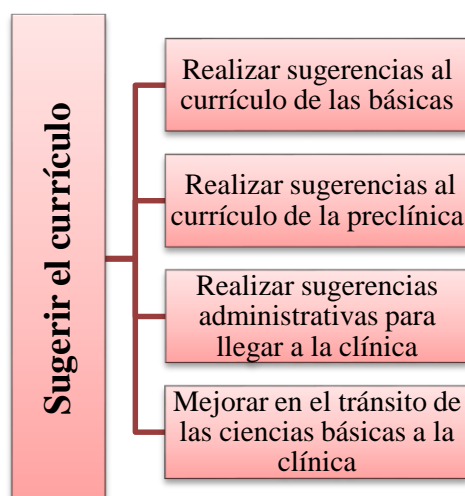 Sugerir el currículo
Realizar sugerencias al
currículo de las básicas
Realizar sugerencias al
currículo de la preclínica
Realizar sugerencias
administrativas para
llegar a la clínica
Mejorar en el tránsito de
las ciencias básicas a la
clínica